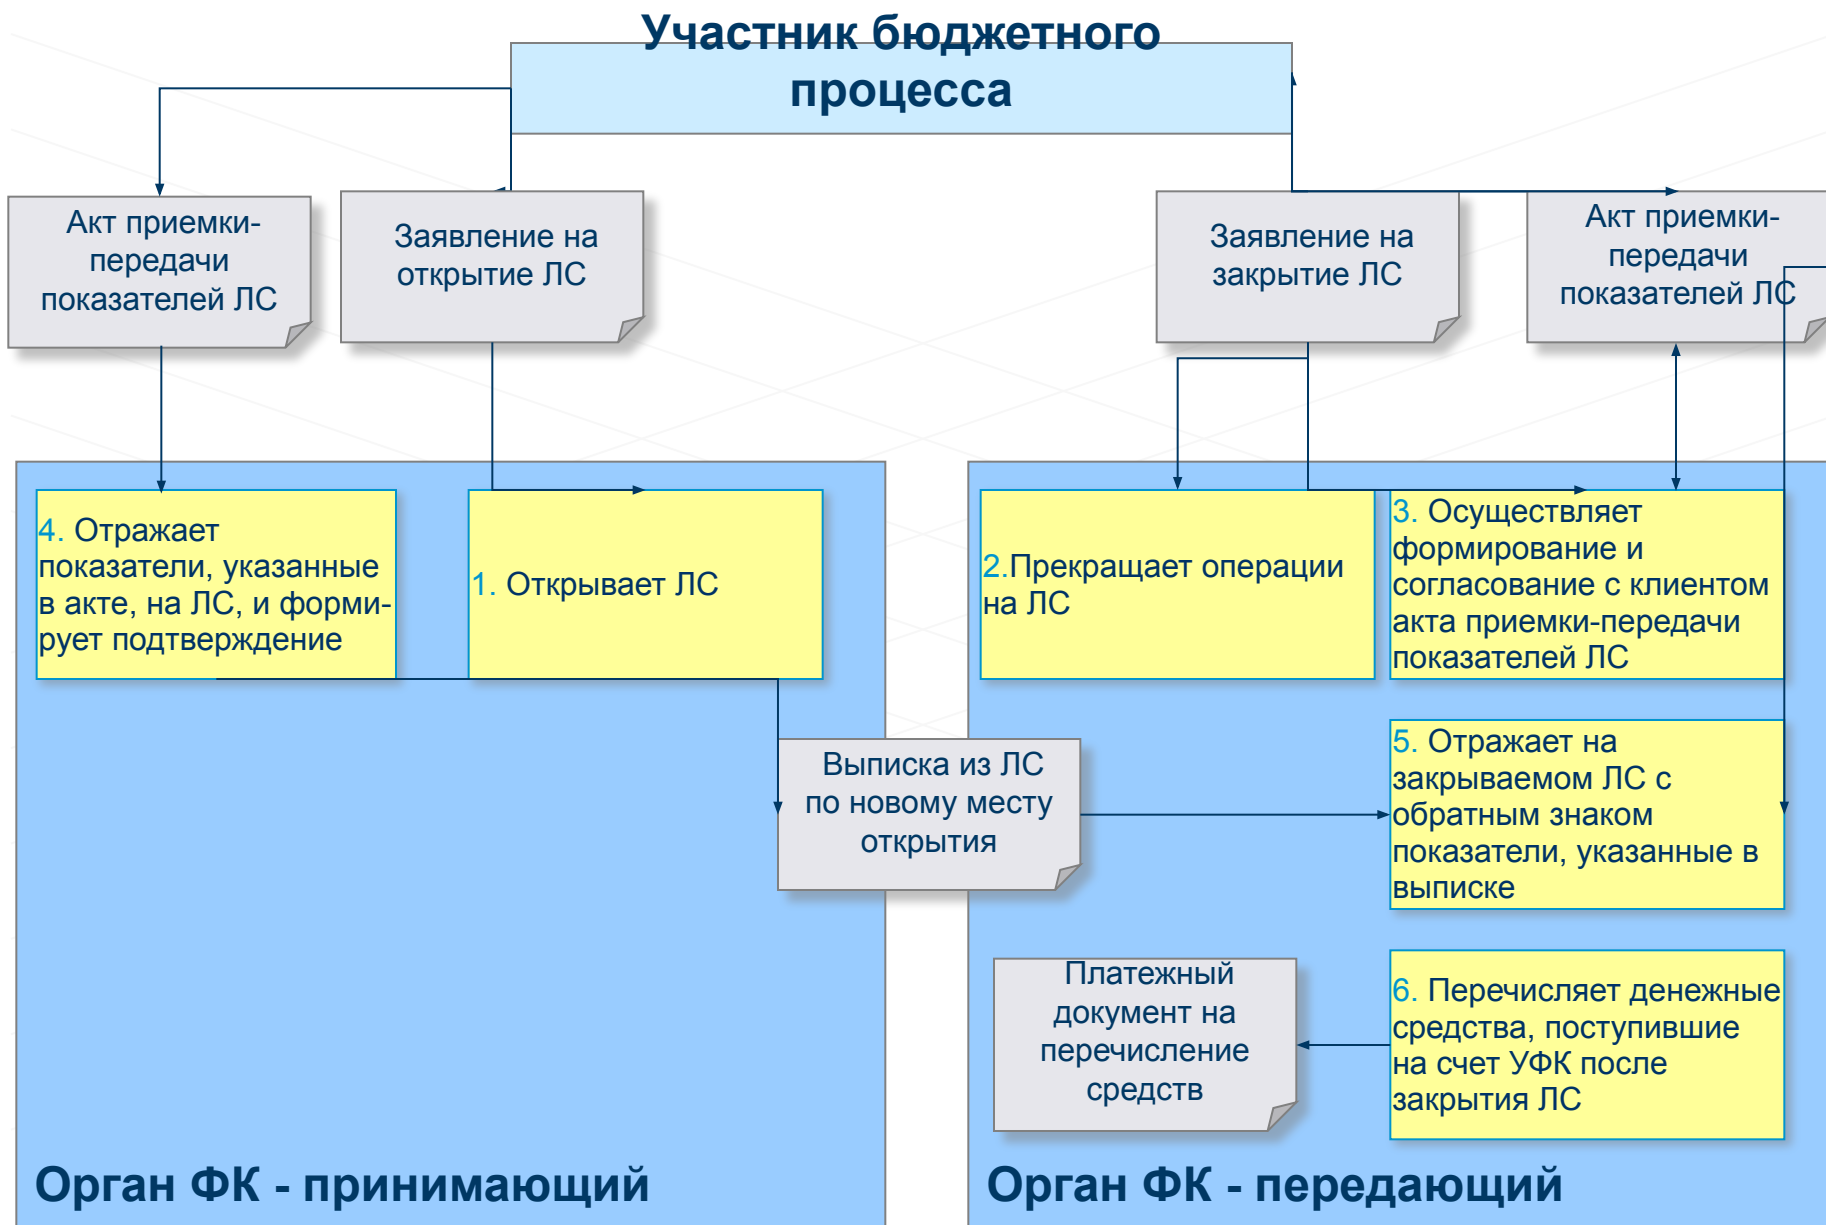 Участник бюджетного
процесса
Акт приемки-
передачи
показателей ЛС
Заявление на
открытие ЛС
Заявление на
закрытие ЛС
Акт приемки-
передачи
показателей ЛС
4. Отражает
показатели, указанные
в акте, на ЛС, и форми-
рует подтверждение
1. Открывает ЛС
2.Прекращает операции
на ЛС
3. Осуществляет
формирование и
согласование с клиентом
акта приемки-передачи
показателей ЛС
Выписка из ЛС
по новому месту
открытия
5. Отражает на
закрываемом ЛС с
обратным знаком
показатели, указанные в
выписке
Платежный
документ на
перечисление
средств
6. Перечисляет денежные
средства, поступившие
на счет УФК после
закрытия ЛС
Орган ФК - принимающий
Орган ФК - передающий